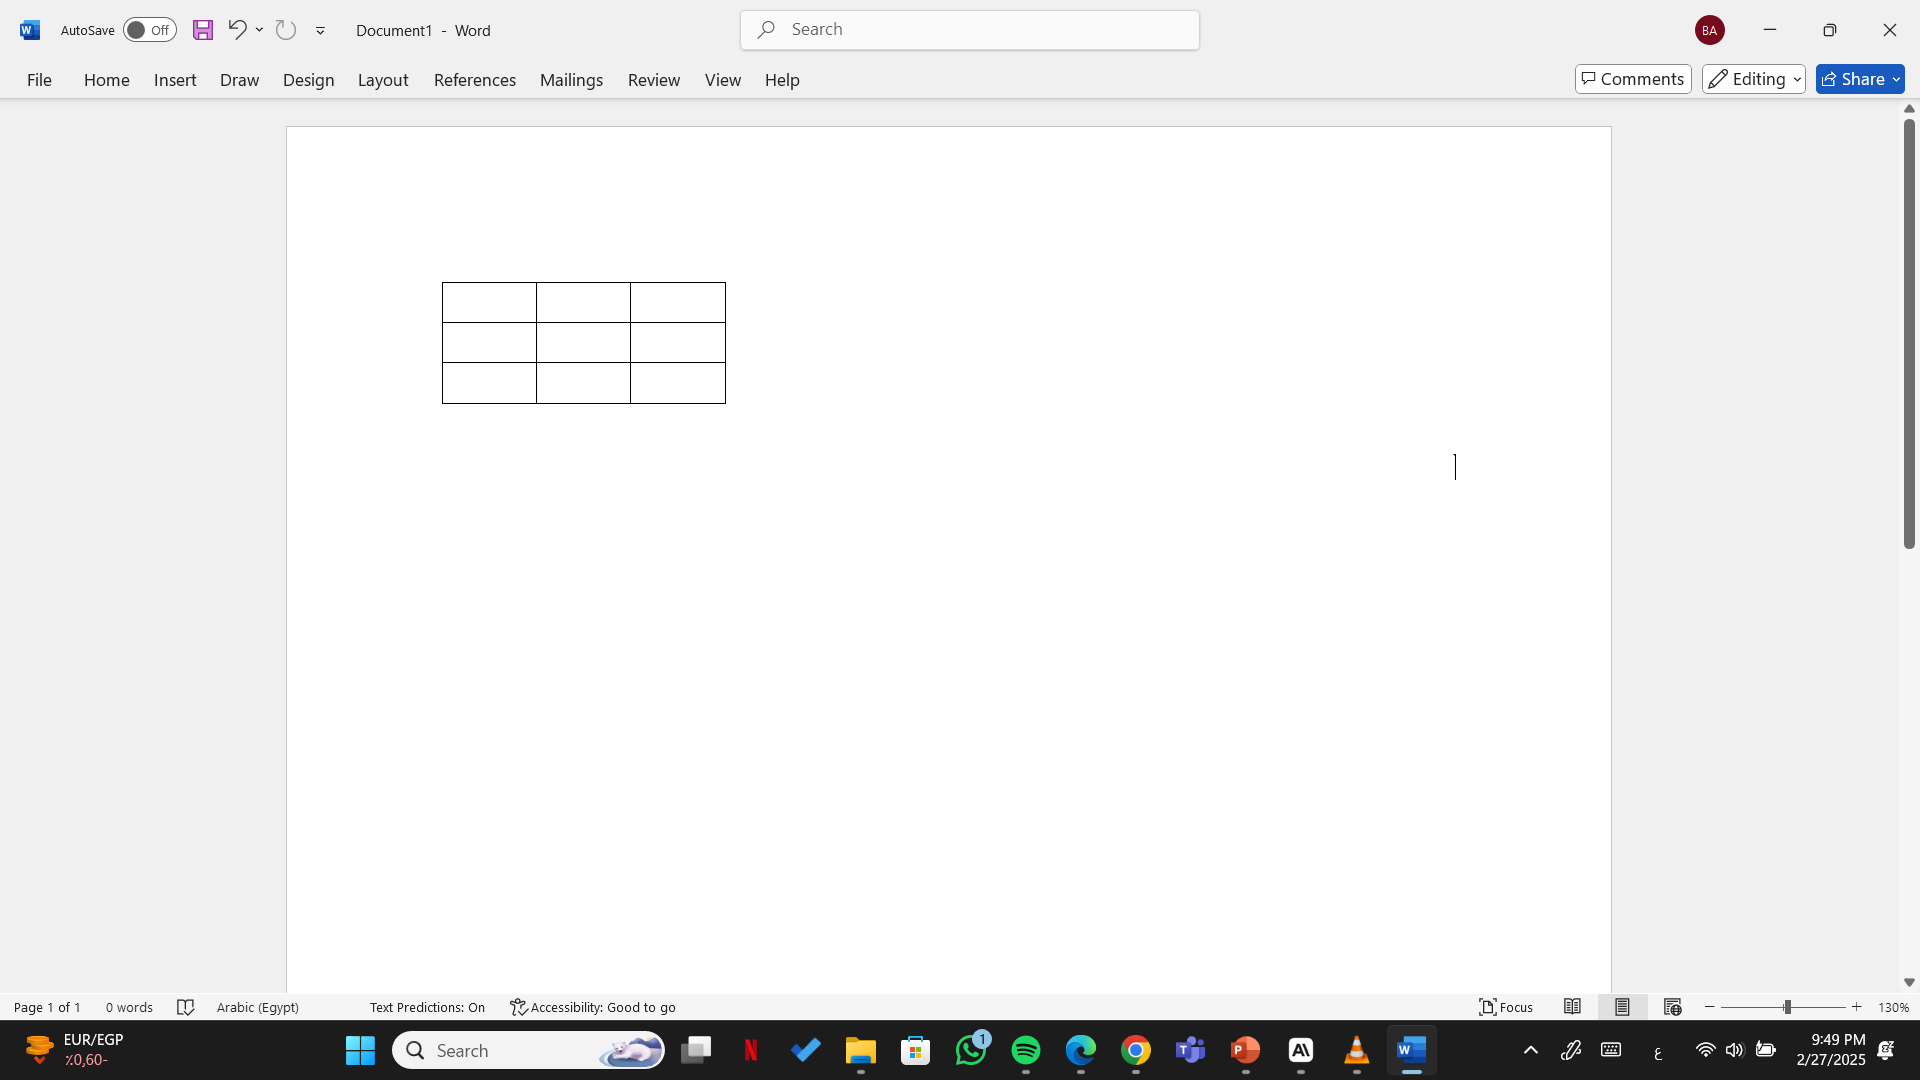 AutoSave Off Document1 - Word Search BA
File Home Insert Draw Design Layout References Mailings Review View Help Comments Editing Share
Page 1 of 1 0 words Arabic (Egypt) Text Predictions: On Accessibility: Good to go Focus 130%
EUR/EGP
٪0,60-
Search
1
ع
9:49 PM
2/27/2025